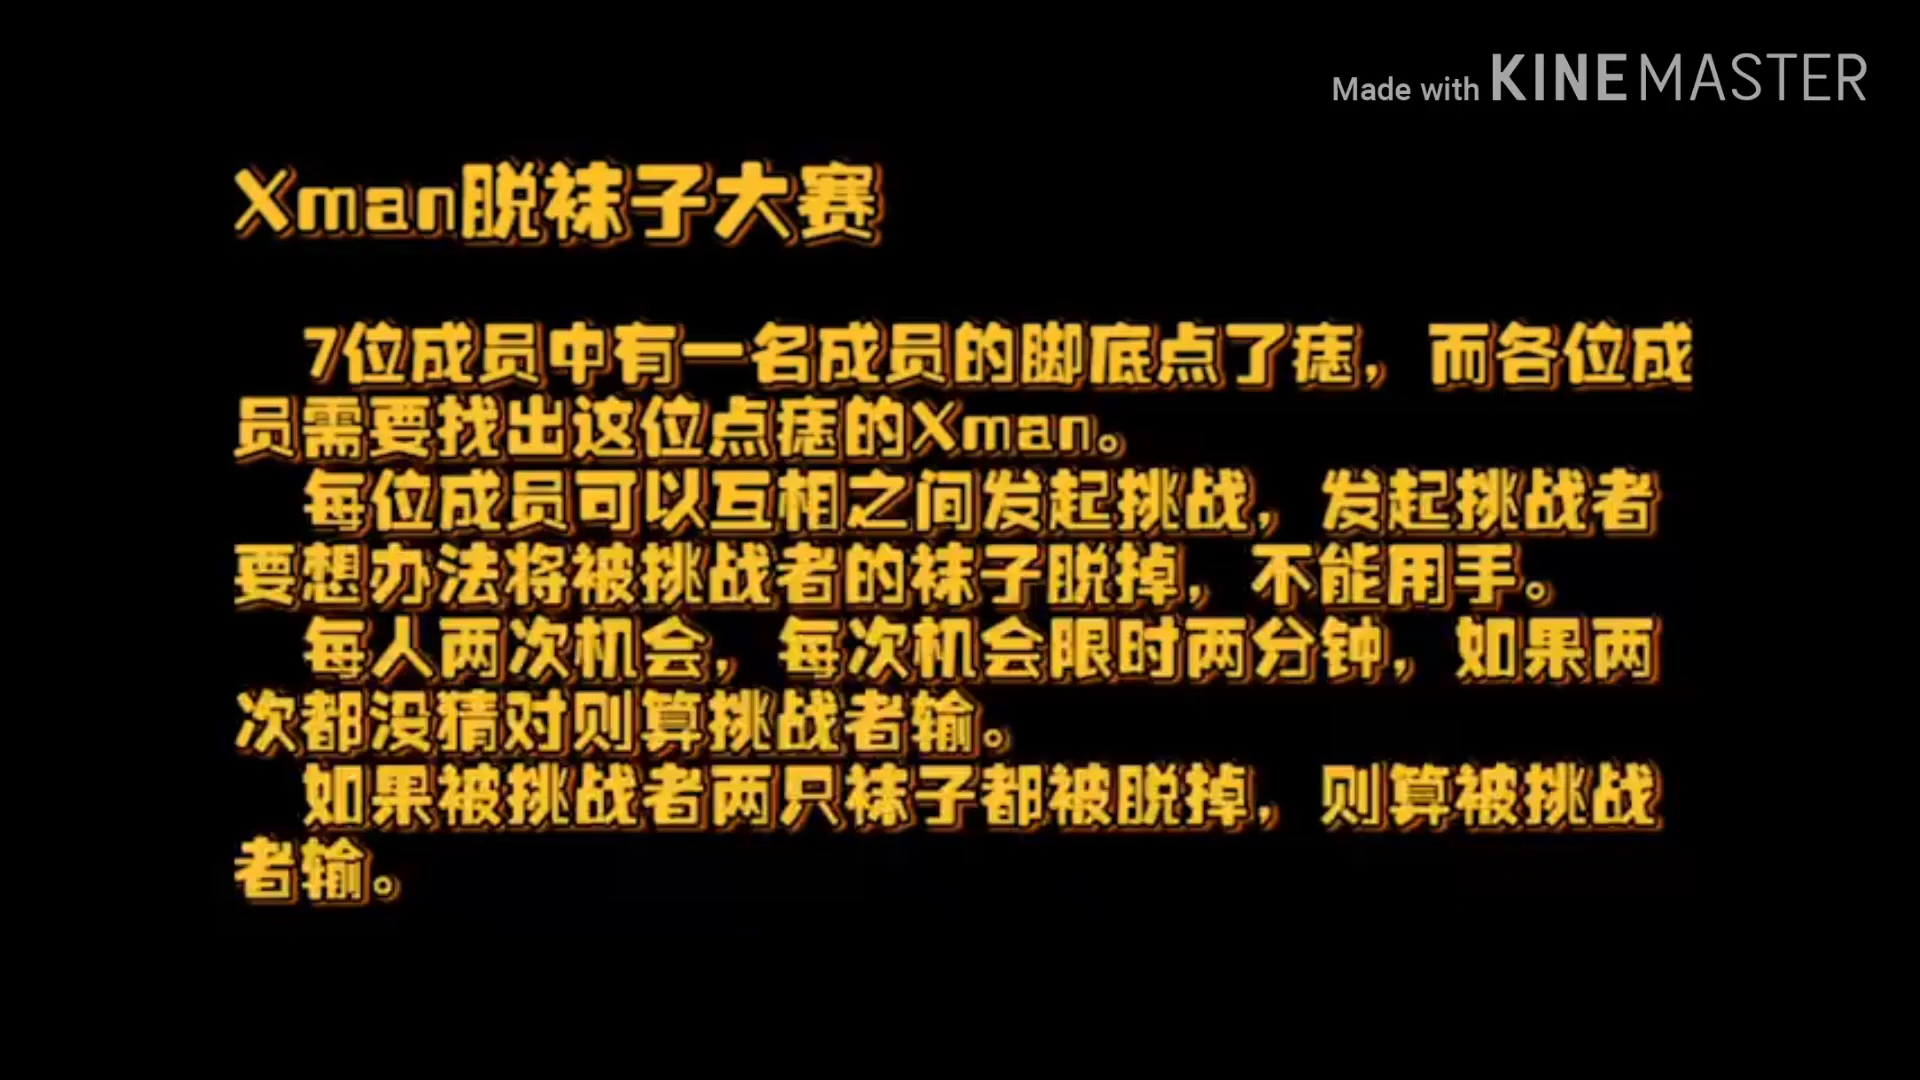 Made with KINEMASTER
Xman脱袜子大赛
7位成员中有一名成员的脚底点了痣，而各位成
员需要找出这位点痣的Xman。
每位成员可以互相之间发起挑战，发起挑战者
要想办法将被挑战者的袜子脱掉，不能用手。
每人两次机会，每次机会限时两分钟，如果两
次都没猜对则算挑战者输。
如果被挑战者两只袜子都被脱掉，则算被挑战
者输。